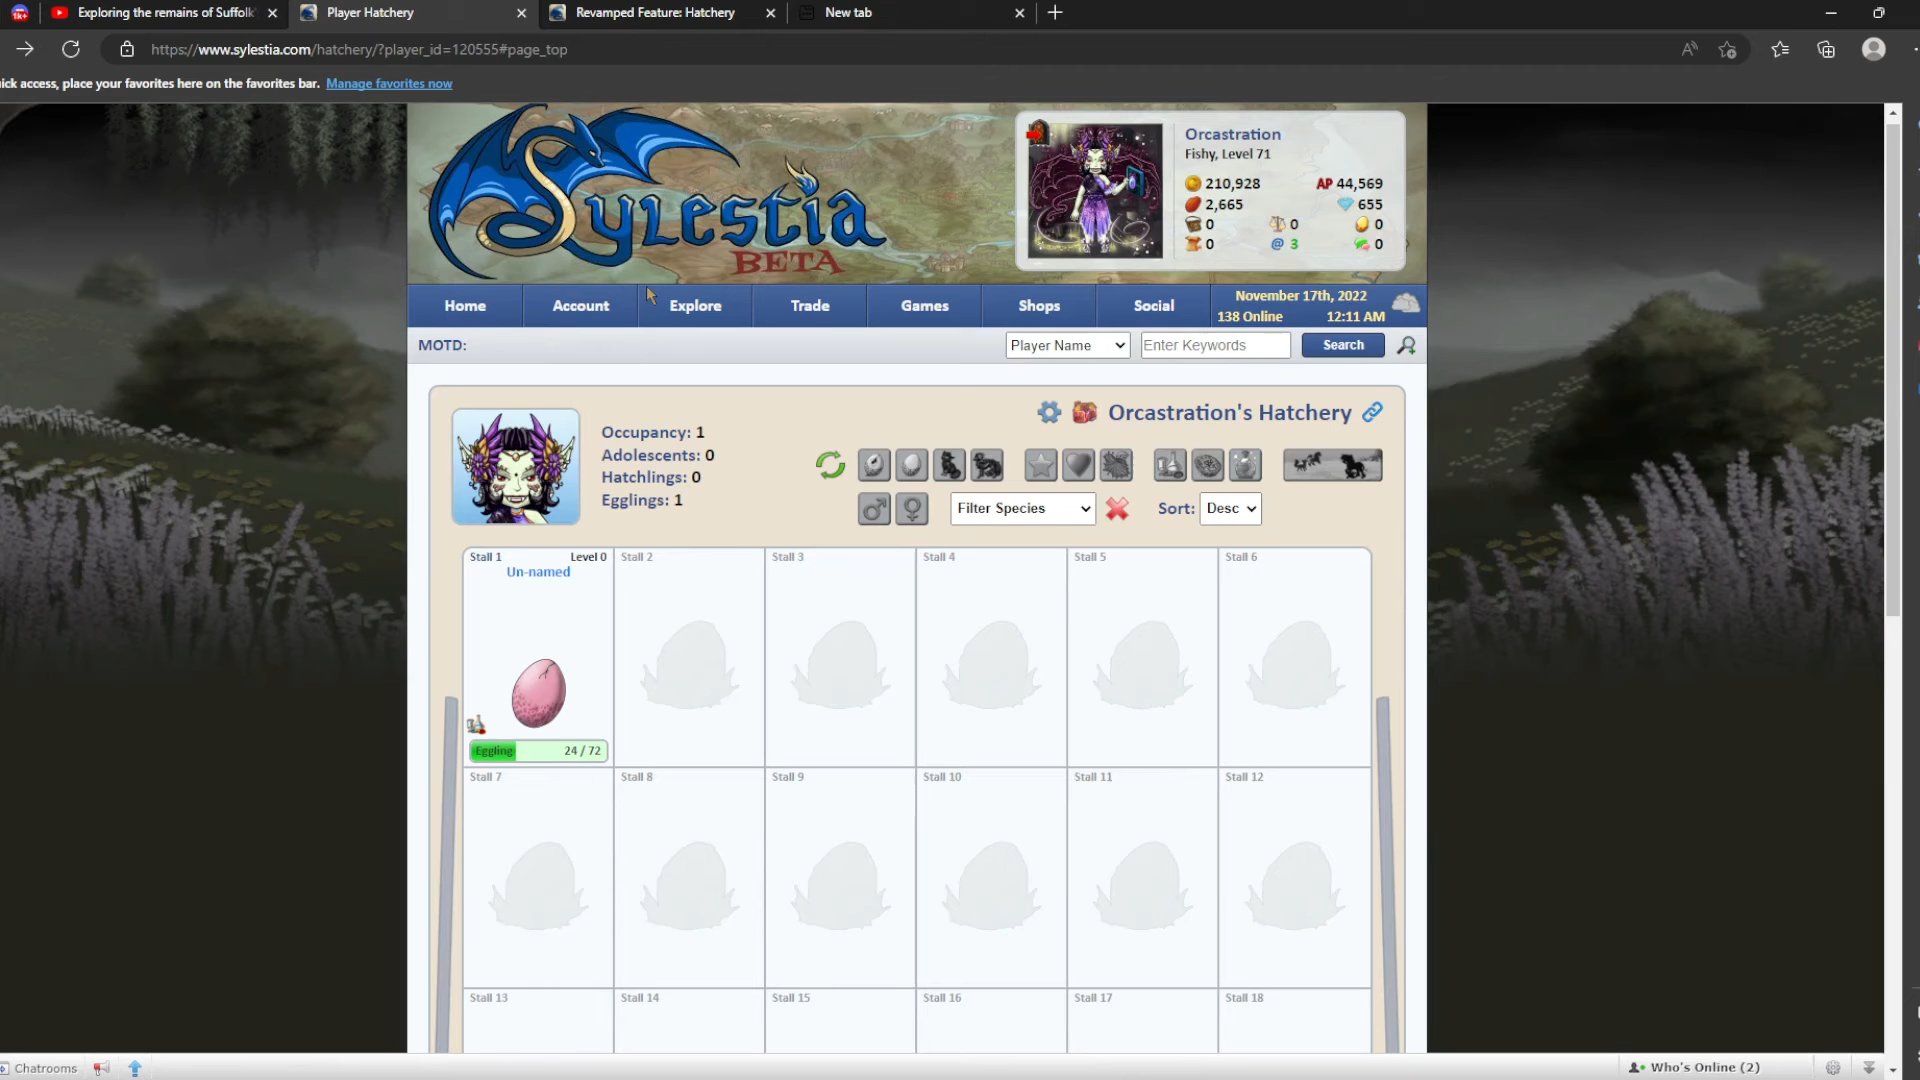 Exploring the remains of Suffolk
Player Hatchery
Revamped Feature: Hatchery
New tab
https://www.sylestia.com/hatchery/?player_id=120555#page_top
ick access, place your favorites here on the favorites bar. Manage favorites now
Sylestia
BETA
Orcastration
Fishy, Level 71
210,928 AP 44,569
2,665 655
0 0 0
0 @ 3 0
Home Account Explore Trade Games Shops Social
November 17th, 2022
138 Online 12:11 AM
MOTD: Player Name Enter Keywords Search
Orcastration's Hatchery
Occupancy: 1
Adolescents: 0
Hatchlings: 0
Egglings: 1
Filter Species Sort: Desc
Stall 1 Level 0 Stall 2 Stall 3 Stall 4 Stall 5 Stall 6
Un-named
Eggling 24 / 72
Stall 7 Stall 8 Stall 9 Stall 10 Stall 11 Stall 12
Stall 13 Stall 14 Stall 15 Stall 16 Stall 17 Stall 18
Chatrooms Who's Online (2)